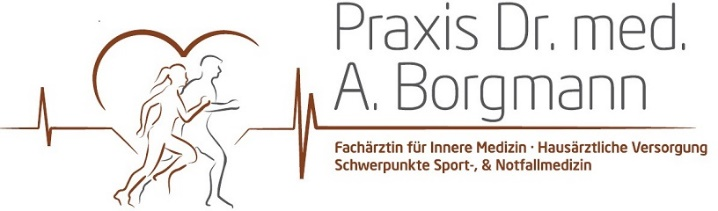 Praxis Dr. med.
A. Borgmann
Fachärztin für Innere Medizin · Hausärztliche Versorgung
Schwerpunkte Sport-, & Notfallmedizin